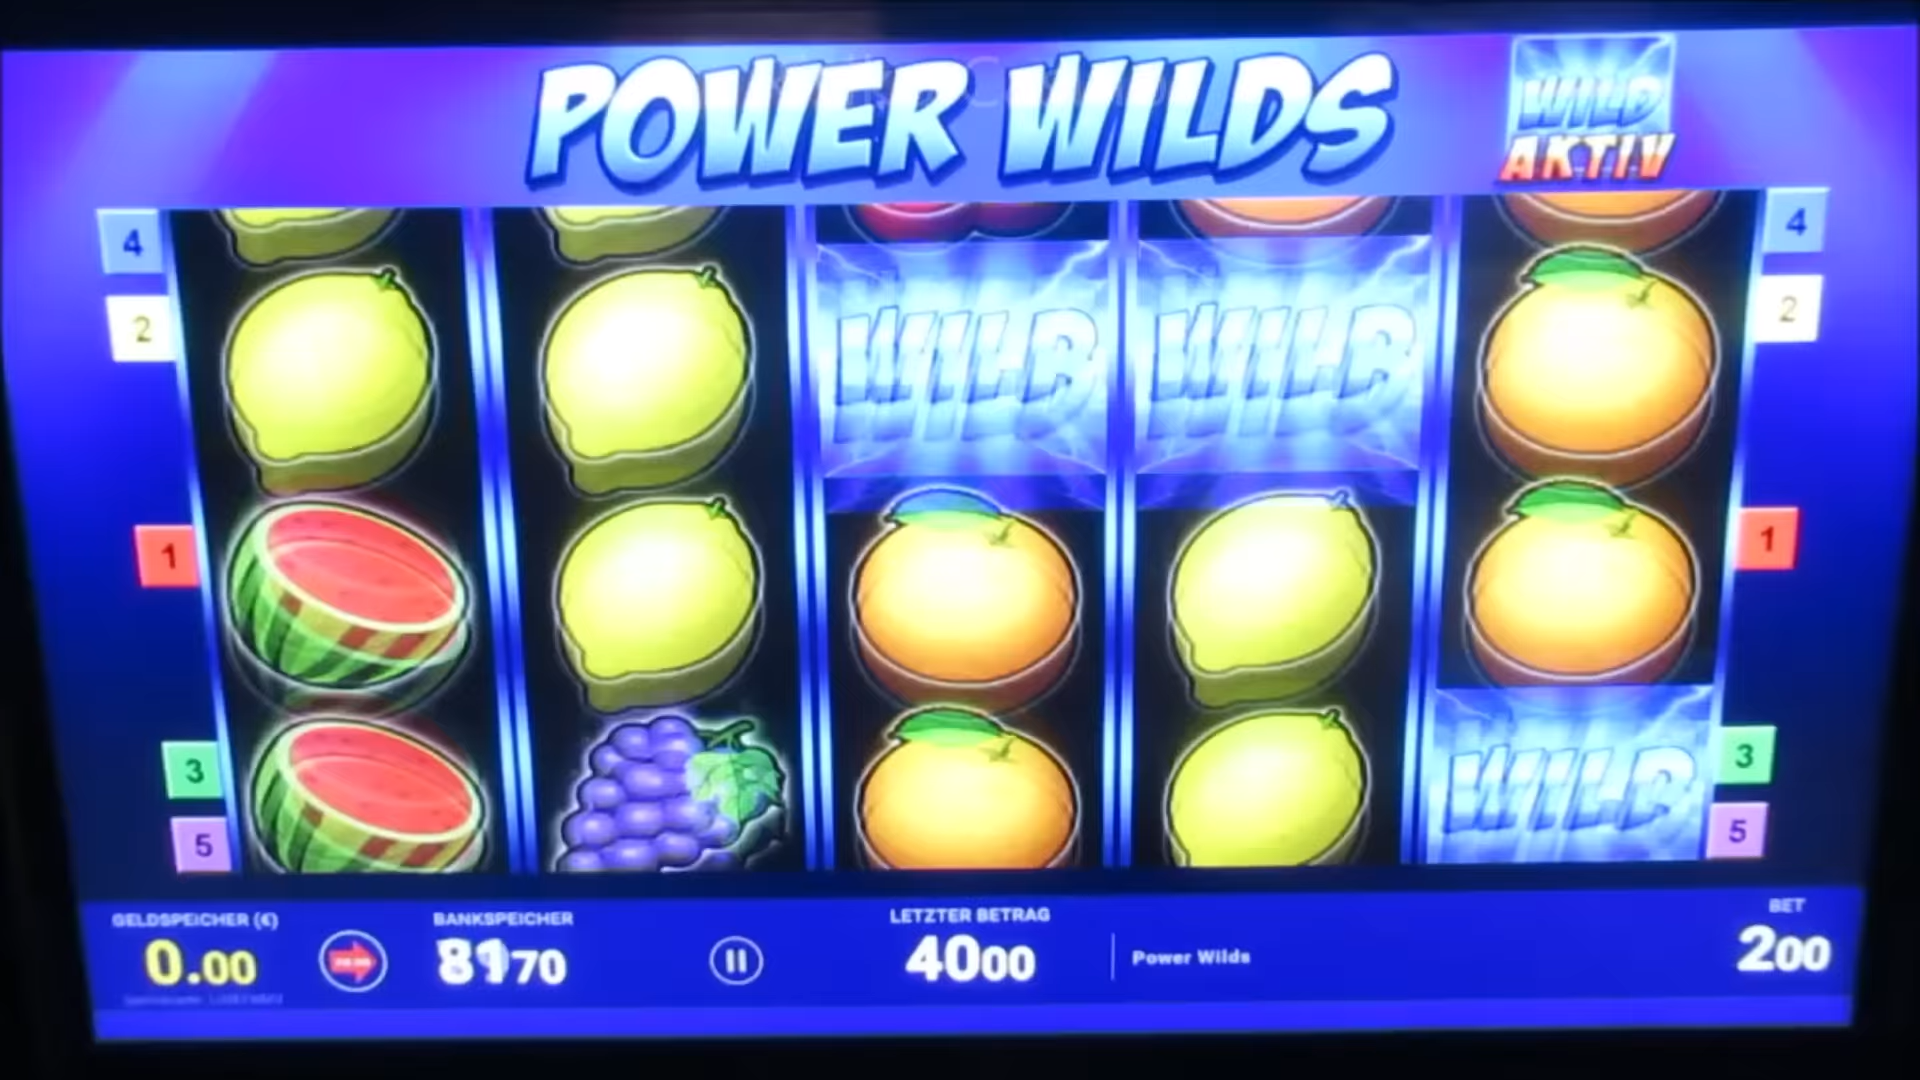 POWER WILDS
WILD
AKTIV
4
4
2
2
WILD
WILD
1
1
3
WILD
3
5
5
GELDSPEICHER (€)
BANKSPEICHER
LETZTER BETRAG
BET
0.00
8170
4000
Power Wilds
200